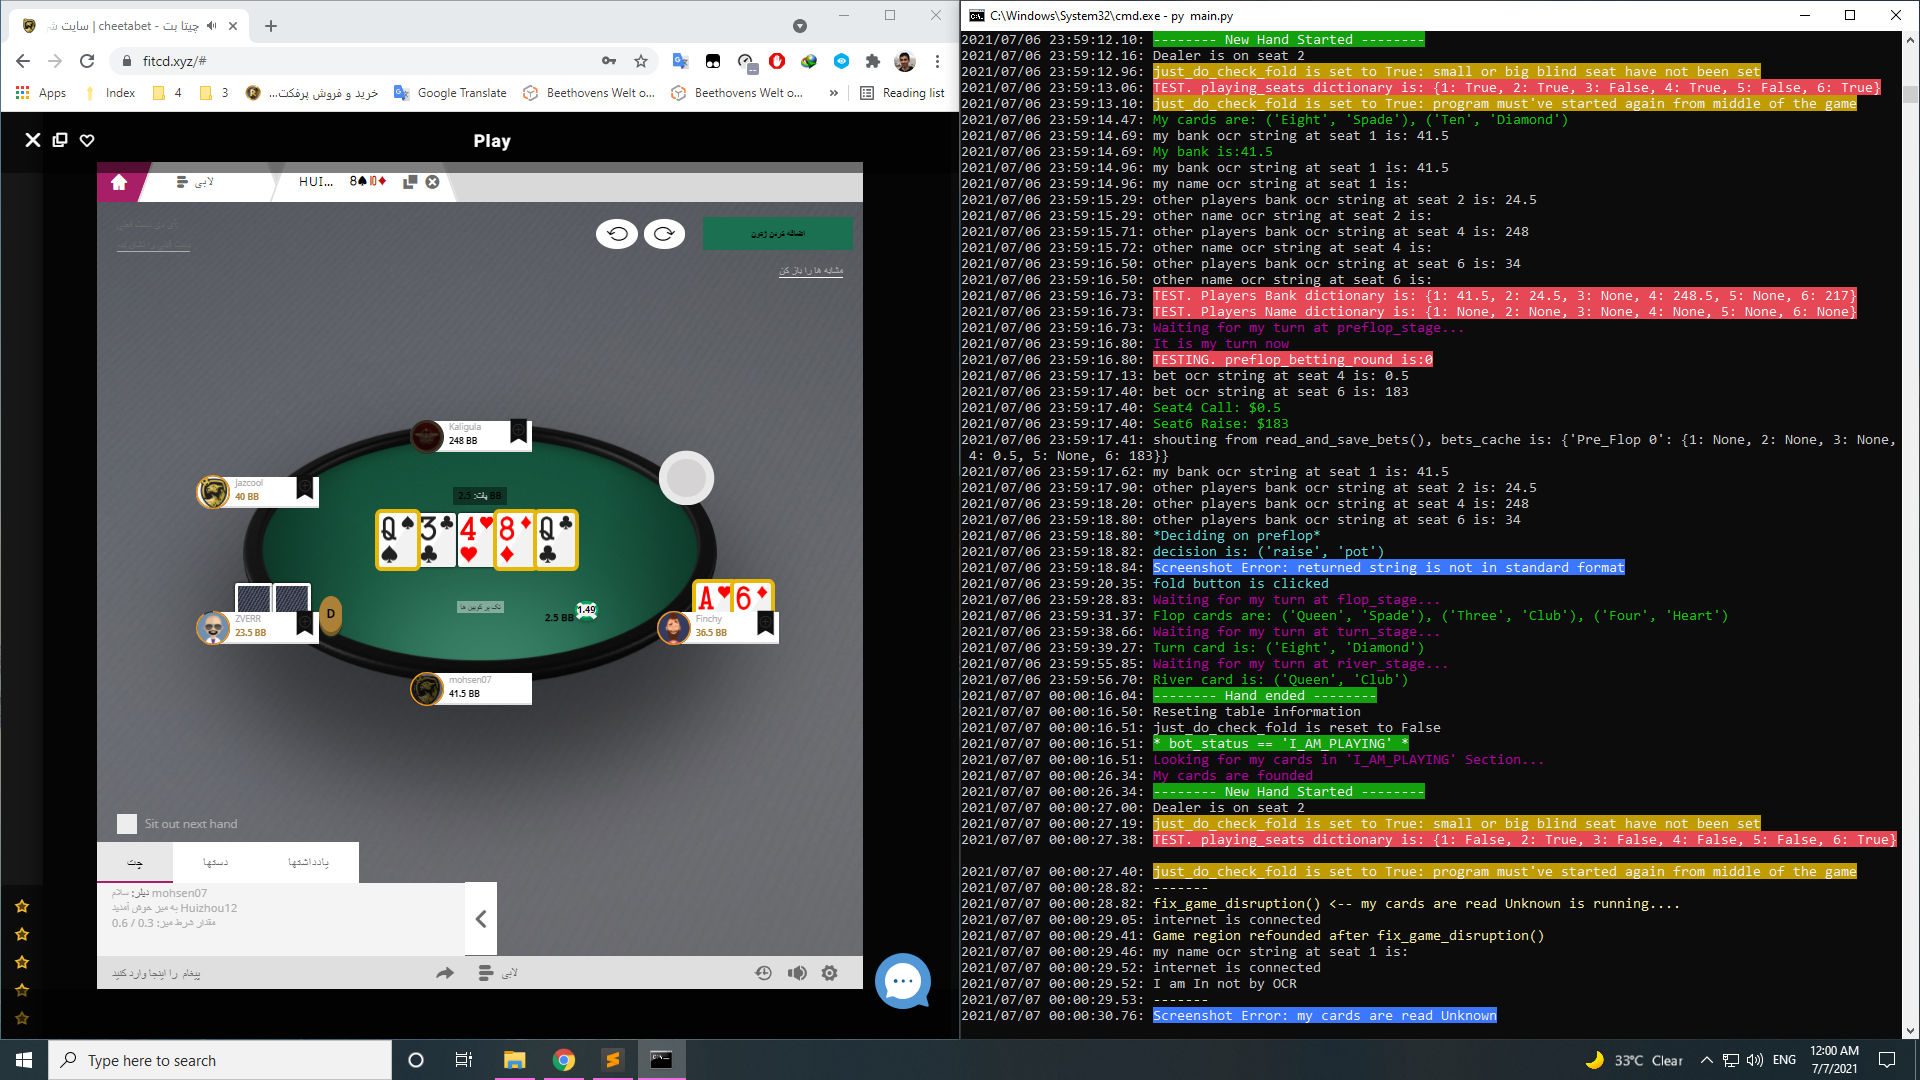 چیتا بت - cheetabet | سایت شر
fitcd.xyz/#
Apps
Index
4
3
خرید و فروش پرفکت...
Google Translate
Beethovens Welt o...
Beethovens Welt o...
»
Reading list
Play
لابی
HUI... 8♠10♦
اضافه کردن ژتون
مشابه ها را باز کن
Kaligula
248 BB
Jazcool
40 BB
پات: 2.5 BB
Q♠ 3♣ 4♥ 8♦ Q♣
A♥ 6♦
ZVERR
23.5 BB
D
2.5 BB
1.49
Finchy
36.5 BB
mohsen07
41.5 BB
Sit out next hand
چت
دستها
یادداشتها
دیلر: سلام mohsen07
به میز خوش آمدید Huizhou12
مقدار شرط میز: 0.3 / 0.6
پیغام را اینجا وارد کنید
لابی
C:\Windows\System32\cmd.exe - py main.py
2021/07/06 23:59:12.10: -------- New Hand Started --------
2021/07/06 23:59:12.16: Dealer is on seat 2
2021/07/06 23:59:12.96: just_do_check_fold is set to True: small or big blind seat have not been set
2021/07/06 23:59:13.06: TEST. playing_seats dictionary is: {1: True, 2: True, 3: False, 4: True, 5: False, 6: True}
2021/07/06 23:59:13.10: just_do_check_fold is set to True: program must've started again from middle of the game
2021/07/06 23:59:14.47: My cards are: ('Eight', 'Spade'), ('Ten', 'Diamond')
2021/07/06 23:59:14.69: my bank ocr string at seat 1 is: 41.5
2021/07/06 23:59:14.69: My bank is:41.5
2021/07/06 23:59:14.96: my bank ocr string at seat 1 is: 41.5
2021/07/06 23:59:14.96: my name ocr string at seat 1 is:
2021/07/06 23:59:15.29: other players bank ocr string at seat 2 is: 24.5
2021/07/06 23:59:15.29: other name ocr string at seat 2 is:
2021/07/06 23:59:15.71: other players bank ocr string at seat 4 is: 248
2021/07/06 23:59:15.72: other name ocr string at seat 4 is:
2021/07/06 23:59:16.50: other players bank ocr string at seat 6 is: 34
2021/07/06 23:59:16.50: other name ocr string at seat 6 is:
2021/07/06 23:59:16.73: TEST. Players Bank dictionary is: {1: 41.5, 2: 24.5, 3: None, 4: 248.5, 5: None, 6: 217}
2021/07/06 23:59:16.73: TEST. Players Name dictionary is: {1: None, 2: None, 3: None, 4: None, 5: None, 6: None}
2021/07/06 23:59:16.73: Waiting for my turn at preflop_stage...
2021/07/06 23:59:16.80: It is my turn now
2021/07/06 23:59:16.80: TESTING. preflop_betting_round is:0
2021/07/06 23:59:17.13: bet ocr string at seat 4 is: 0.5
2021/07/06 23:59:17.40: bet ocr string at seat 6 is: 183
2021/07/06 23:59:17.40: Seat4 Call: $0.5
2021/07/06 23:59:17.40: Seat6 Raise: $183
2021/07/06 23:59:17.41: shouting from read_and_save_bets(), bets_cache is: {'Pre_Flop 0': {1: None, 2: None, 3: None,
4: 0.5, 5: None, 6: 183}}
2021/07/06 23:59:17.62: my bank ocr string at seat 1 is: 41.5
2021/07/06 23:59:17.90: other players bank ocr string at seat 2 is: 24.5
2021/07/06 23:59:18.20: other players bank ocr string at seat 4 is: 248
2021/07/06 23:59:18.80: other players bank ocr string at seat 6 is: 34
2021/07/06 23:59:18.80: *Deciding on preflop*
2021/07/06 23:59:18.82: decision is: ('raise', 'pot')
2021/07/06 23:59:18.84: Screenshot Error: returned string is not in standard format
2021/07/06 23:59:20.35: fold button is clicked
2021/07/06 23:59:28.83: Waiting for my turn at flop_stage...
2021/07/06 23:59:31.37: Flop cards are: ('Queen', 'Spade'), ('Three', 'Club'), ('Four', 'Heart')
2021/07/06 23:59:38.66: Waiting for my turn at turn_stage...
2021/07/06 23:59:39.27: Turn card is: ('Eight', 'Diamond')
2021/07/06 23:59:55.85: Waiting for my turn at river_stage...
2021/07/06 23:59:56.70: River card is: ('Queen', 'Club')
2021/07/07 00:00:16.04: -------- Hand ended --------
2021/07/07 00:00:16.50: Reseting table information
2021/07/07 00:00:16.51: just_do_check_fold is reset to False
2021/07/07 00:00:16.51: * bot_status == 'I_AM_PLAYING' *
2021/07/07 00:00:16.51: Looking for my cards in 'I_AM_PLAYING' Section...
2021/07/07 00:00:26.34: My cards are founded
2021/07/07 00:00:26.34: -------- New Hand Started --------
2021/07/07 00:00:27.00: Dealer is on seat 2
2021/07/07 00:00:27.19: just_do_check_fold is set to True: small or big blind seat have not been set
2021/07/07 00:00:27.38: TEST. playing_seats dictionary is: {1: False, 2: True, 3: False, 4: False, 5: False, 6: True}
2021/07/07 00:00:27.40: just_do_check_fold is set to True: program must've started again from middle of the game
2021/07/07 00:00:28.82: -------
2021/07/07 00:00:28.82: fix_game_disruption() <-- my cards are read Unknown is running....
2021/07/07 00:00:29.05: internet is connected
2021/07/07 00:00:29.41: Game region refounded after fix_game_disruption()
2021/07/07 00:00:29.46: my name ocr string at seat 1 is:
2021/07/07 00:00:29.52: internet is connected
2021/07/07 00:00:29.52: I am In not by OCR
2021/07/07 00:00:29.53: -------
2021/07/07 00:00:30.76: Screenshot Error: my cards are read Unknown
Type here to search
33°C Clear
ENG
12:00 AM
7/7/2021